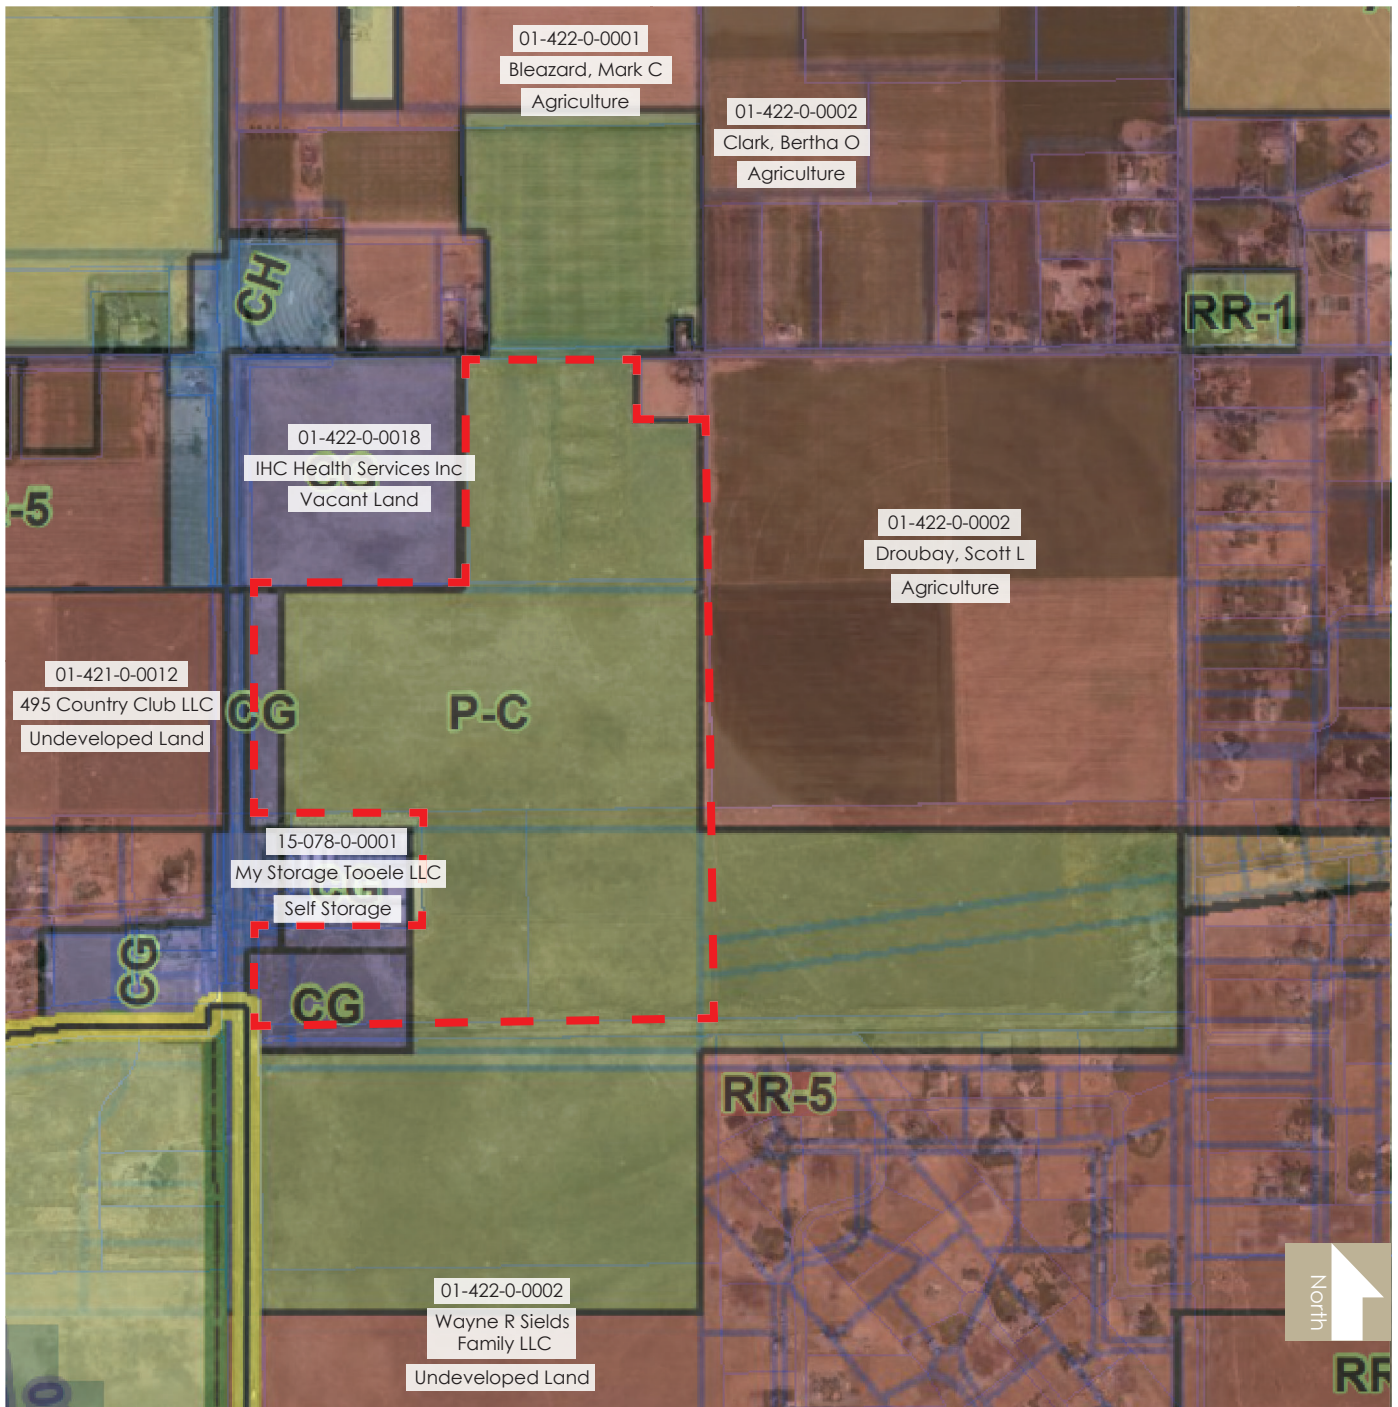 01-422-0-0001
Bleazard, Mark C
Agriculture
01-422-0-0002
Clark, Bertha O
Agriculture
CH
RR-1
01-422-0-0018
IHC Health Services Inc
Vacant Land
-5
01-422-0-0002
Droubay, Scott L
Agriculture
01-421-0-0012
495 Country Club LLC
Undeveloped Land
CG
P-C
15-078-0-0001
My Storage Tooele LLC
CG
Self Storage
CG
CG
RR-5
01-422-0-0002
Wayne R Sields
Family LLC
Undeveloped Land
North
RR